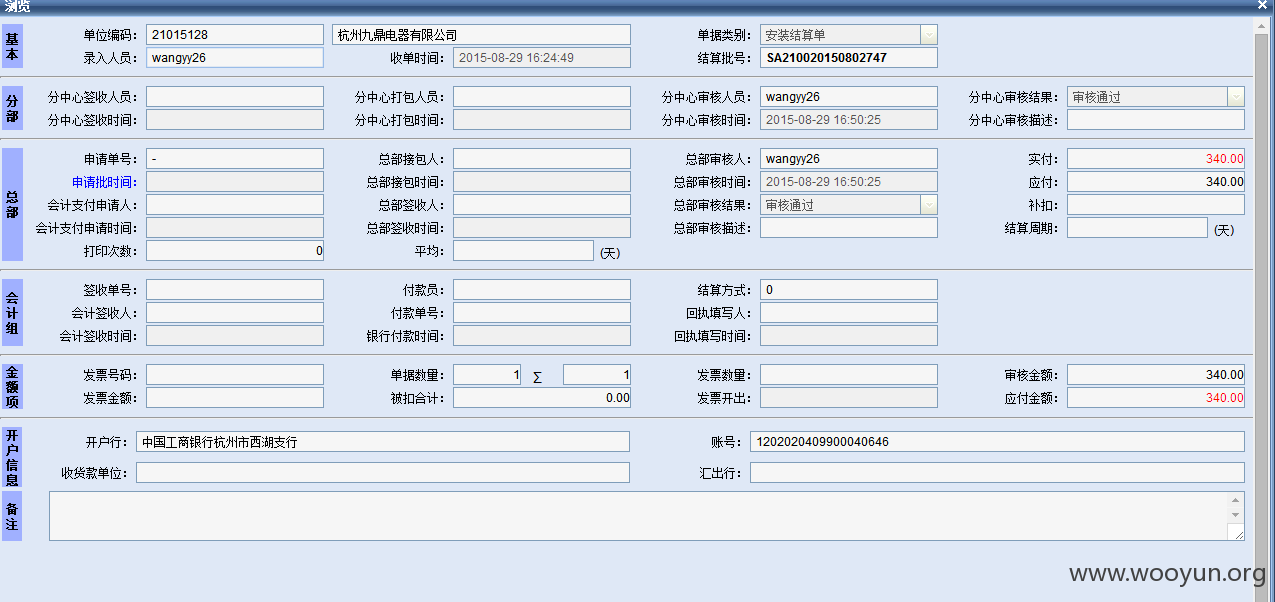 浏览
基本
单位编码： 21015128 杭州九鼎电器有限公司 单据类别： 安装结算单
录入人员： wangyy26 收单时间： 2015-08-29 16:24:49 结算批号： SA210020150802747
分部
分中心签收人员： 分中心打包人员： 分中心审核人员： wangyy26 分中心审核结果： 审核通过
分中心签收时间： 分中心打包时间： 分中心审核时间： 2015-08-29 16:50:25 分中心审核描述：
总部
申请单号： - 总部接包人： 总部审核人： wangyy26 实付： 340.00
申请批时间： 总部接包时间： 总部审核时间： 2015-08-29 16:50:25 应付： 340.00
会计支付申请人： 总部签收人： 总部审核结果： 审核通过 补扣：
会计支付申请时间： 总部签收时间： 总部审核描述： 结算周期： (天)
打印次数： 0 平均： (天)
会计组
签收单号： 付款员： 结算方式： 0
会计签收人： 付款单号： 回执填写人：
会计签收时间： 银行付款时间： 回执填写时间：
金额项
发票号码： 单据数量： 1 ∑ 1 发票数量： 审核金额： 340.00
发票金额： 被扣合计： 0.00 发票开出： 应付金额： 340.00
开户信息
开户行： 中国工商银行杭州市西湖支行 账号： 1202020409900040646
收货款单位： 汇出行：
备注
www.wooyun.org